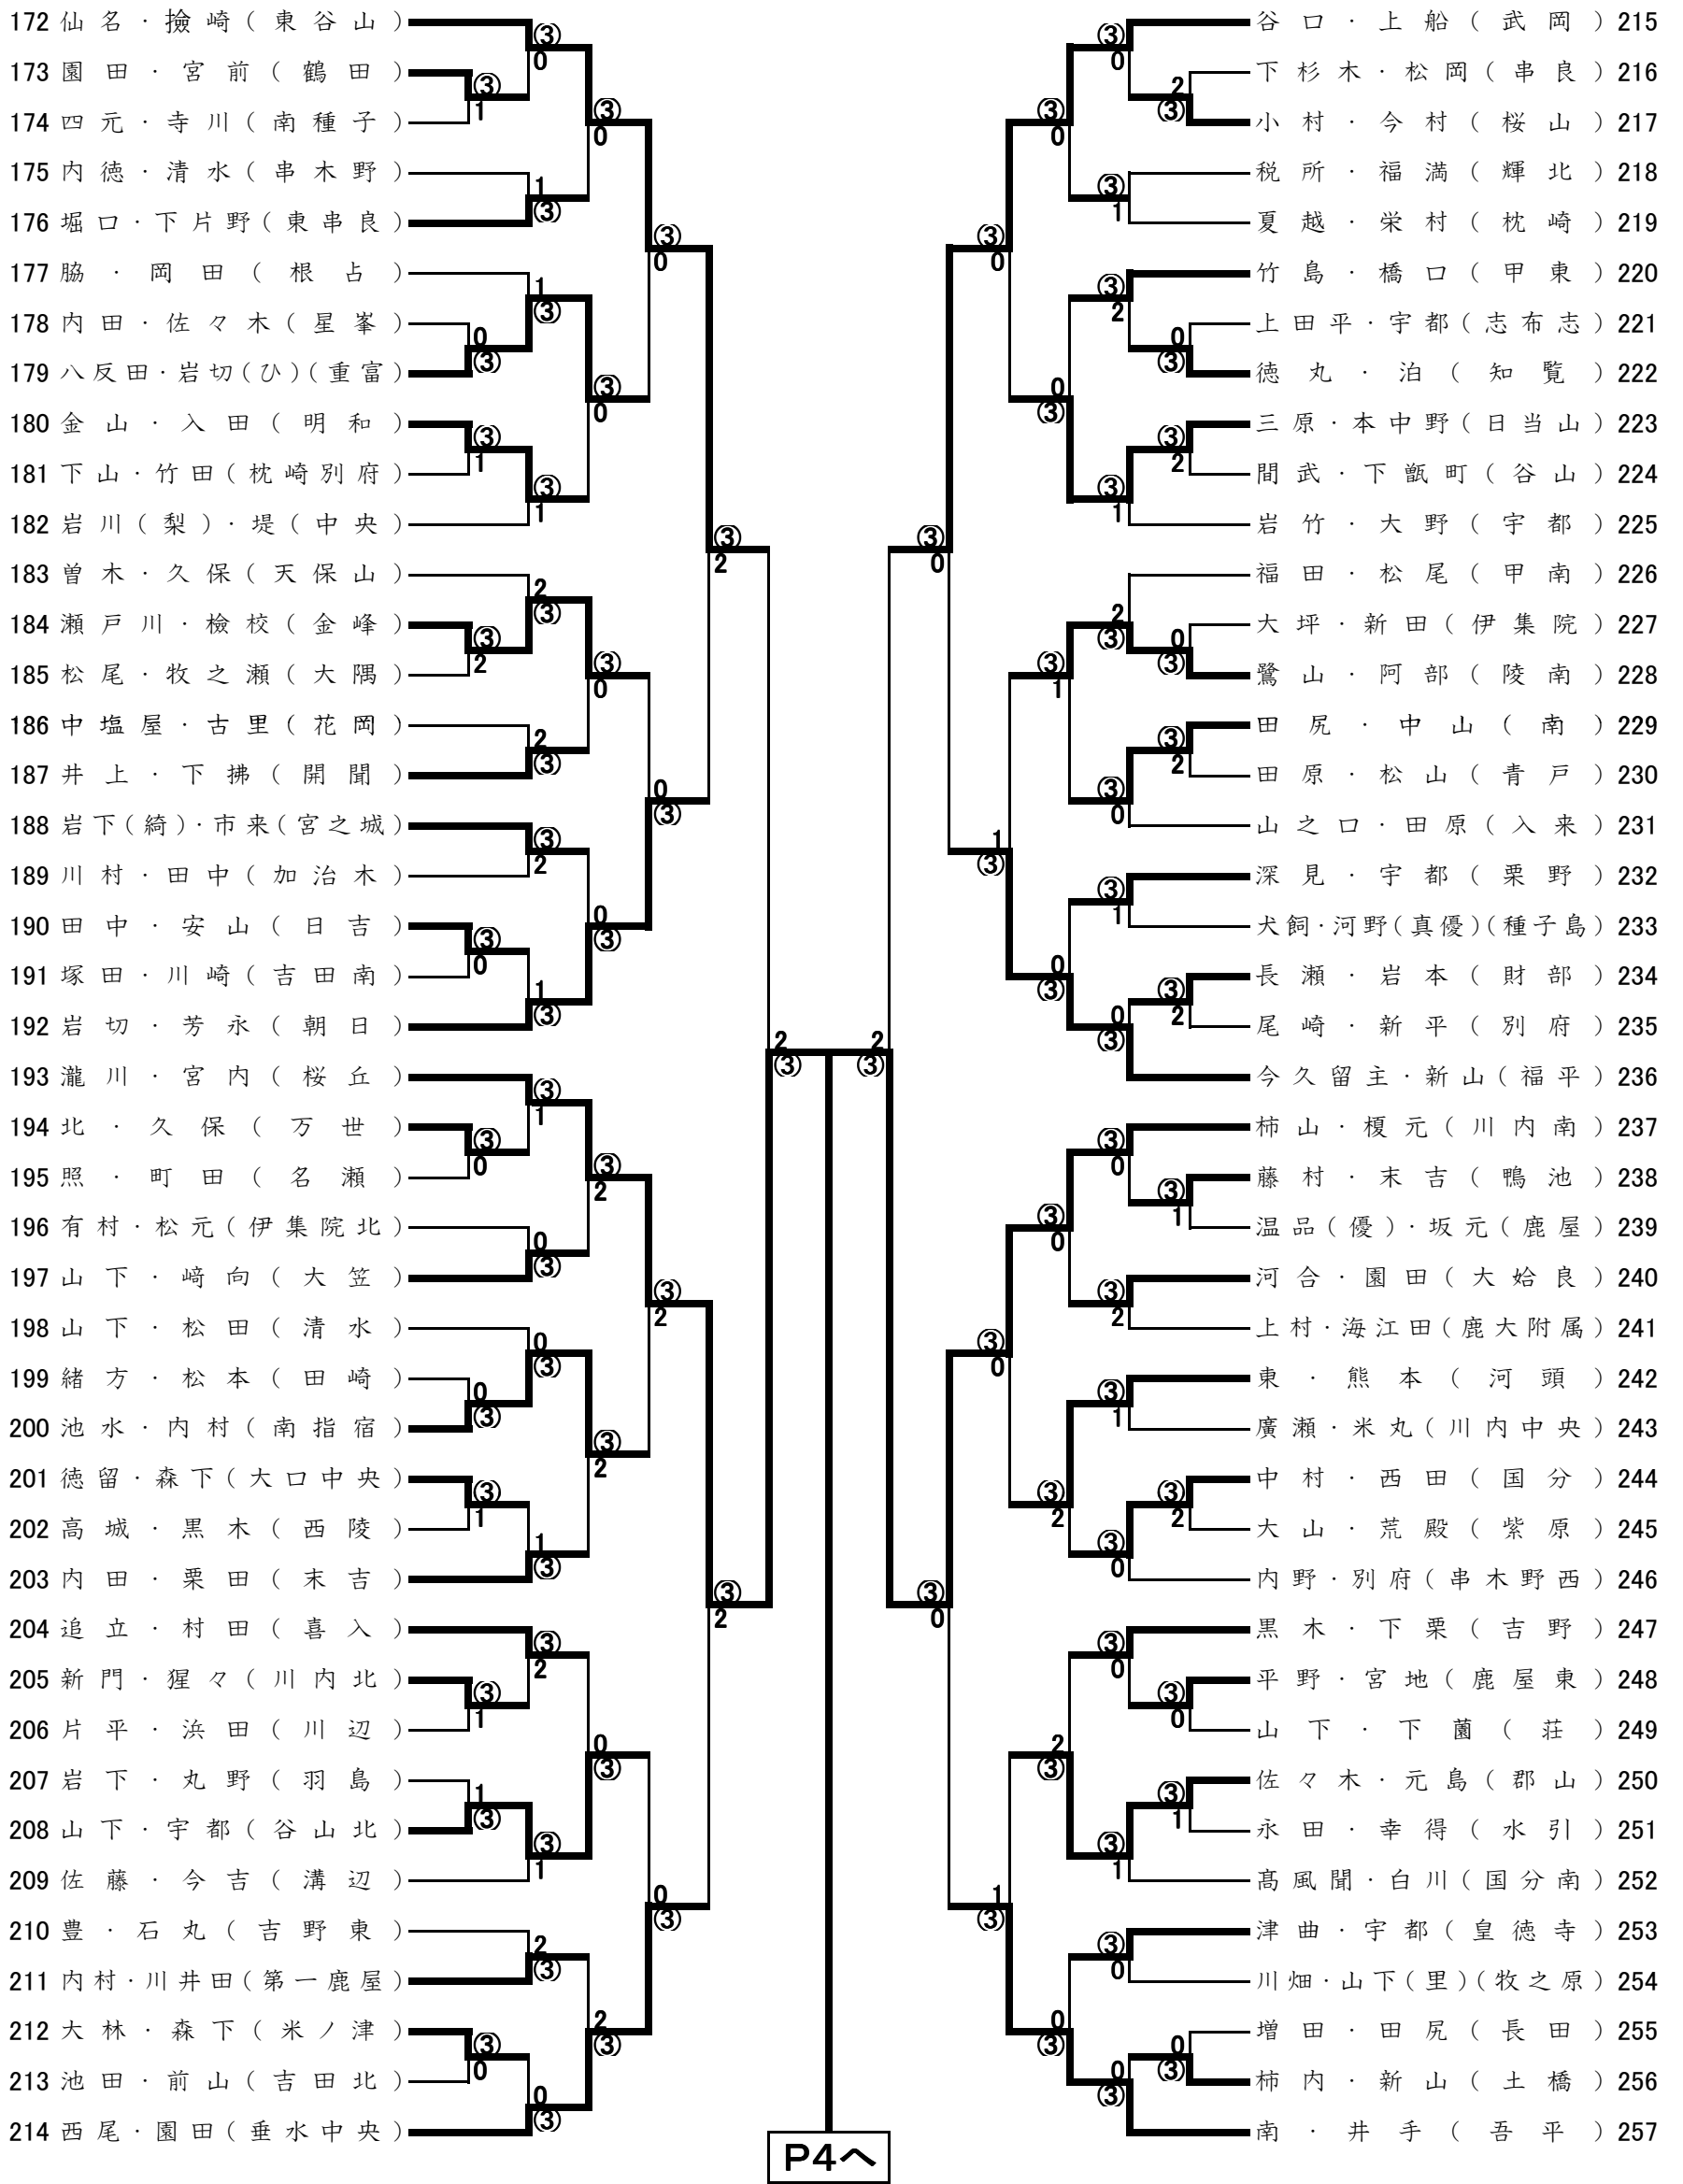 172 仙名・撿崎(東谷山)
173 園田・宮前(鶴田)
174 四元・寺川(南種子)
175 内徳・清水(串木野)
176 堀口・下片野(東串良)
177 脇・岡田(根占)
178 内田・佐々木(星峯)
179 八反田・岩切(ひ)(重富)
180 金山・入田(明和)
181 下山・竹田(枕崎別府)
182 岩川(梨)・堤(中央)
183 曽木・久保(天保山)
184 瀬戸川・檢校(金峰)
185 松尾・牧之瀬(大隅)
186 中塩屋・古里(花岡)
187 井上・下拂(開聞)
188 岩下(綺)・市来(宮之城)
189 川村・田中(加治木)
190 田中・安山(日吉)
191 塚田・川崎(吉田南)
192 岩切・芳永(朝日)
193 瀧川・宮内(桜丘)
194 北・久保(万世)
195 照・町田(名瀬)
196 有村・松元(伊集院北)
197 山下・﨑向(大笠)
198 山下・松田(清水)
199 緒方・松本(田崎)
200 池水・内村(南指宿)
201 徳留・森下(大口中央)
202 高城・黒木(西陵)
203 内田・栗田(末吉)
204 追立・村田(喜入)
205 新門・猩々(川内北)
206 片平・浜田(川辺)
207 岩下・丸野(羽島)
208 山下・宇都(谷山北)
209 佐藤・今吉(溝辺)
210 豊・石丸(吉野東)
211 内村・川井田(第一鹿屋)
212 大林・森下(米ノ津)
213 池田・前山(吉田北)
214 西尾・園田(垂水中央)
谷口・上船(武岡) 215
下杉木・松岡(串良) 216
小村・今村(桜山) 217
税所・福満(輝北) 218
夏越・栄村(枕崎) 219
竹島・橋口(甲東) 220
上田平・宇都(志布志) 221
徳丸・泊(知覧) 222
三原・本中野(日当山) 223
間武・下甑町(谷山) 224
岩竹・大野(宇都) 225
福田・松尾(甲南) 226
大坪・新田(伊集院) 227
鷺山・阿部(陵南) 228
田尻・中山(南) 229
田原・松山(青戸) 230
山之口・田原(入来) 231
深見・宇都(栗野) 232
犬飼・河野(真優)(種子島) 233
長瀬・岩本(財部) 234
尾崎・新平(別府) 235
今久留主・新山(福平) 236
柿山・榎元(川内南) 237
藤村・末吉(鴨池) 238
温品(優)・坂元(鹿屋) 239
河合・園田(大姶良) 240
上村・海江田(鹿大附属) 241
東・熊本(河頭) 242
廣瀬・米丸(川内中央) 243
中村・西田(国分) 244
大山・荒殿(紫原) 245
内野・別府(串木野西) 246
黒木・下栗(吉野) 247
平野・宮地(鹿屋東) 248
山下・下薗(荘) 249
佐々木・元島(郡山) 250
永田・幸得(水引) 251
髙風聞・白川(国分南) 252
津曲・宇都(皇徳寺) 253
川畑・山下(里)(牧之原) 254
増田・田尻(長田) 255
柿内・新山(土橋) 256
南・井手(吾平) 257
P4へ